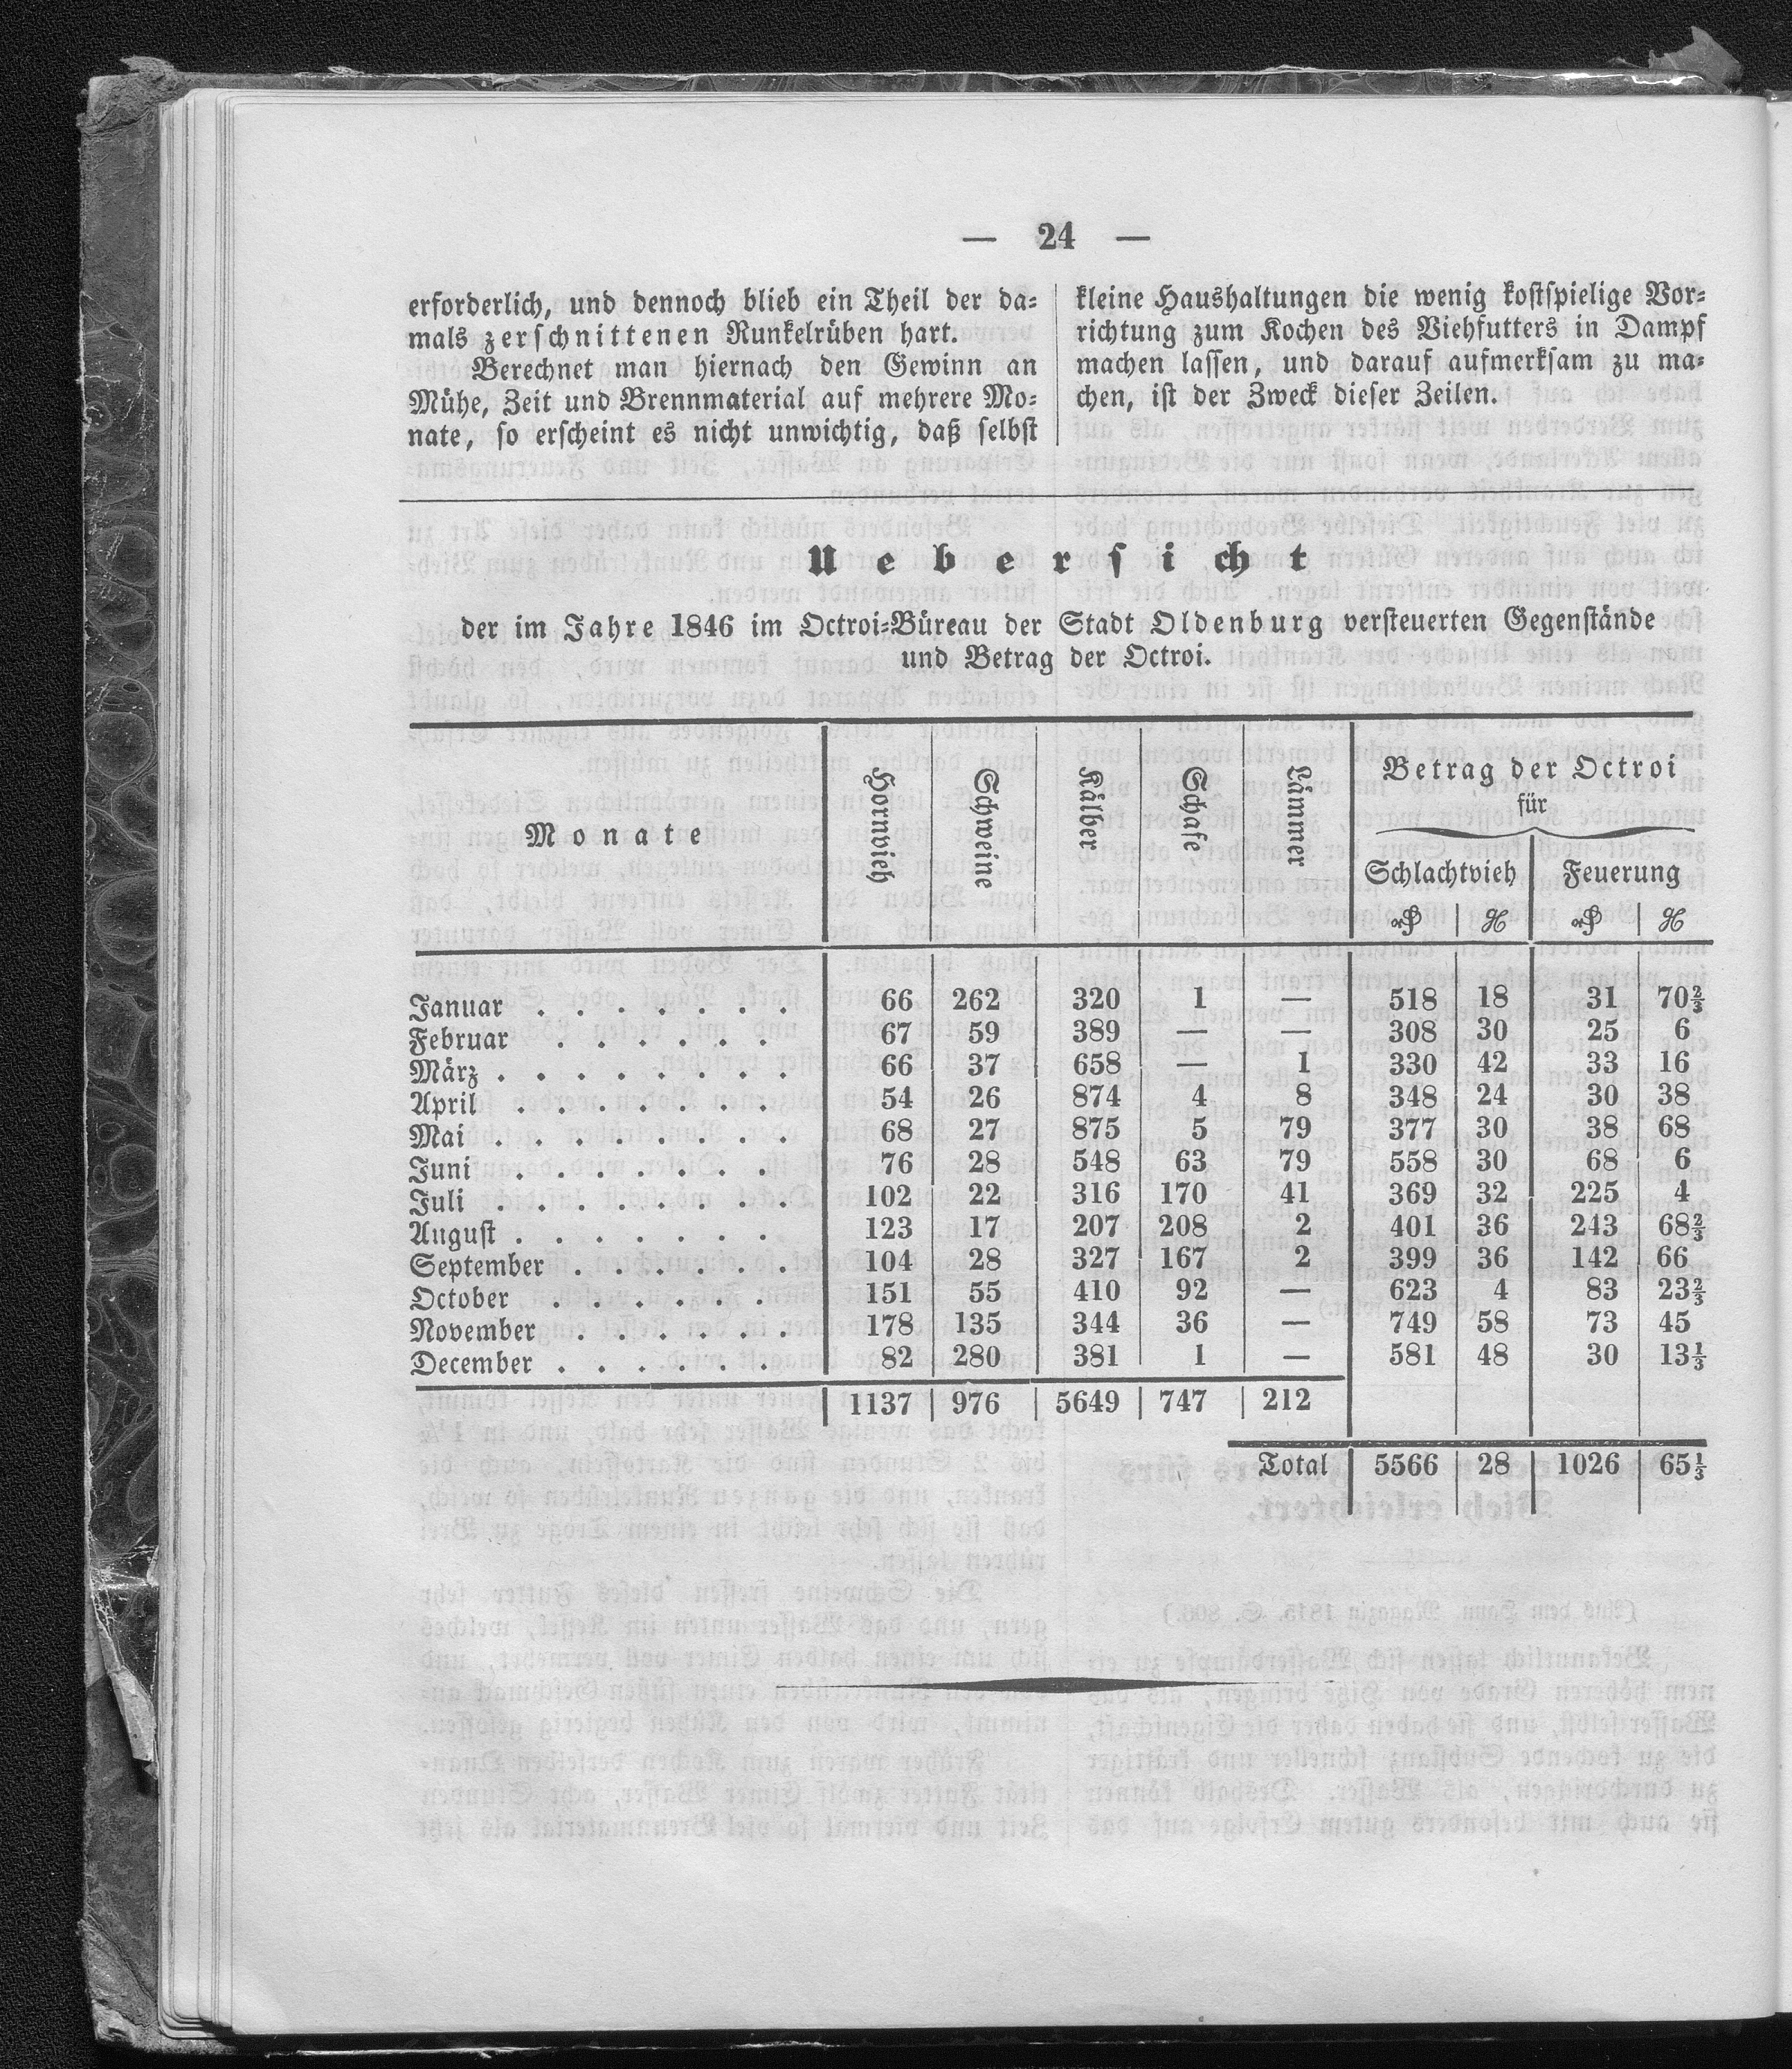 — 24 —
erforderlich, und dennoch blieb ein Theil der da-
mals zerschnittenen Runkelrüben hart.
Berechnet man hiernach den Gewinn an
Mühe, Zeit und Brennmaterial auf mehrere Mo-
nate, so erscheint es nicht unwichtig, daß selbst
kleine Haushaltungen die wenig kostspielige Vor-
richtung zum Kochen des Viehfutters in Dampf
machen lassen, und darauf aufmerksam zu ma-
chen, ist der Zweck dieser Zeilen.
Uebersicht
der im Jahre 1846 im Octroi-Büreau der Stadt Oldenburg versteuerten Gegenstände
und Betrag der Octroi.
Monate Hornvieh Schweine Kälber Schafe Lämmer Betrag der Octroi
für
Schlachtvieh Feuerung
Januar . . . . . . . 66 262 320 1 — 518 18 31 70⅔
Februar . . . . . . 67 59 389 — — 308 30 25 6
März . . . . . . . . 66 37 658 — 1 330 42 33 16
April . . . . . . . 54 26 874 4 8 348 24 30 38
Mai . . . . . . . . 68 27 875 5 79 377 30 38 68
Juni . . . . . . . 76 28 548 63 79 558 30 68 6
Juli . . . . . . . . 102 22 316 170 41 369 32 225 4
August . . . . . . . 123 17 207 208 2 401 36 243 68⅔
September . . . . . . 104 28 327 167 2 399 36 142 66
October . . . . . . 151 55 410 92 — 623 4 83 23⅔
November . . . . . . 178 135 344 36 — 749 58 73 45
December . . . . . . 82 280 381 1 — 581 48 30 13⅓
1137 976 5649 747 212
Total 5566 28 1026 65⅓